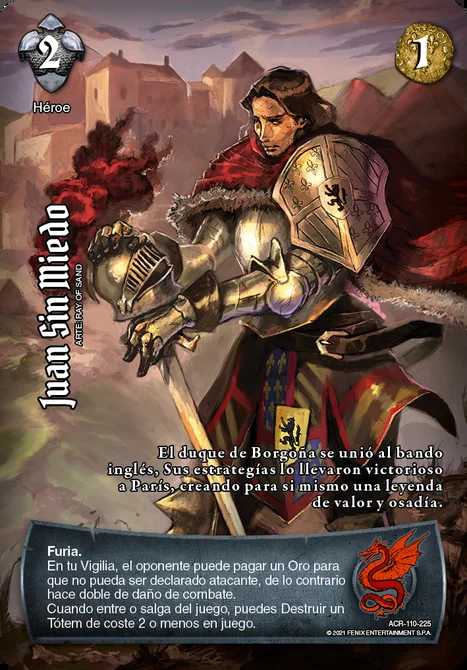 2
1
Héroe
Juan Sin Miedo
ARTE: RAY OF SAND
El duque de Borgoña se unió al bando
inglés, Sus estrategías lo llevaron victorioso
a París, creando para si mismo una leyenda
de valor y osadía.
Furia.
En tu Vigilia, el oponente puede pagar un Oro para
que no pueda ser declarado atacante, de lo contrario
hace doble de daño de combate.
Cuando entre o salga del juego, puedes Destruir un
Tótem de coste 2 o menos en juego.
ACR-110-225
© 2021 FENIX ENTERTAINMENT S.P.A.